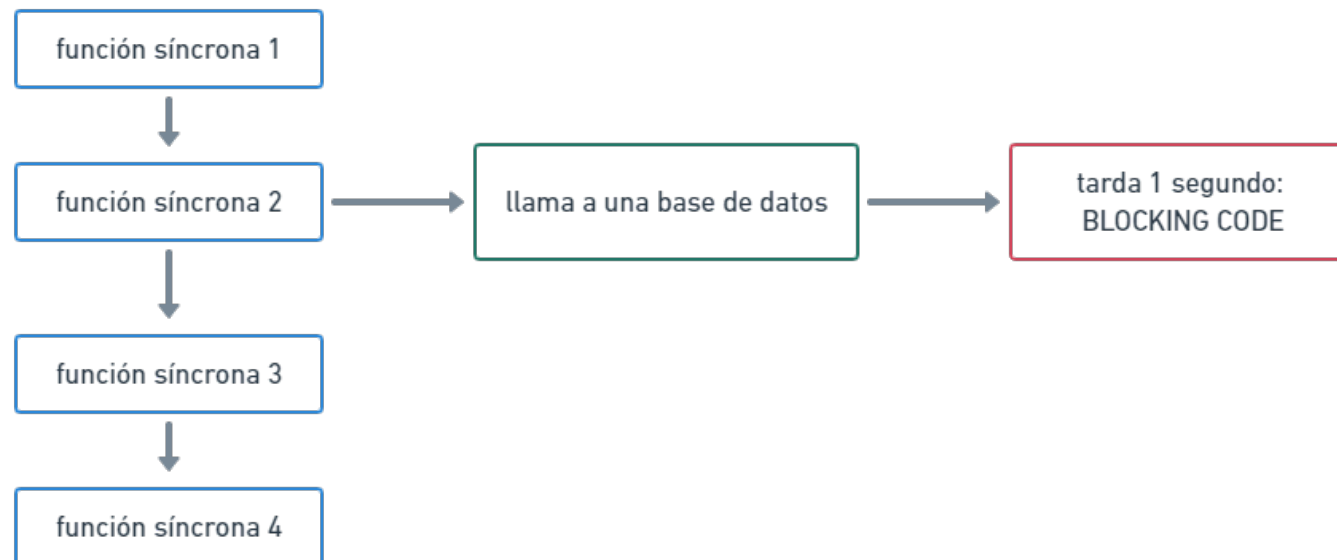 función síncrona 1
función síncrona 2
llama a una base de datos
tarda 1 segundo:
BLOCKING CODE
función síncrona 3
función síncrona 4